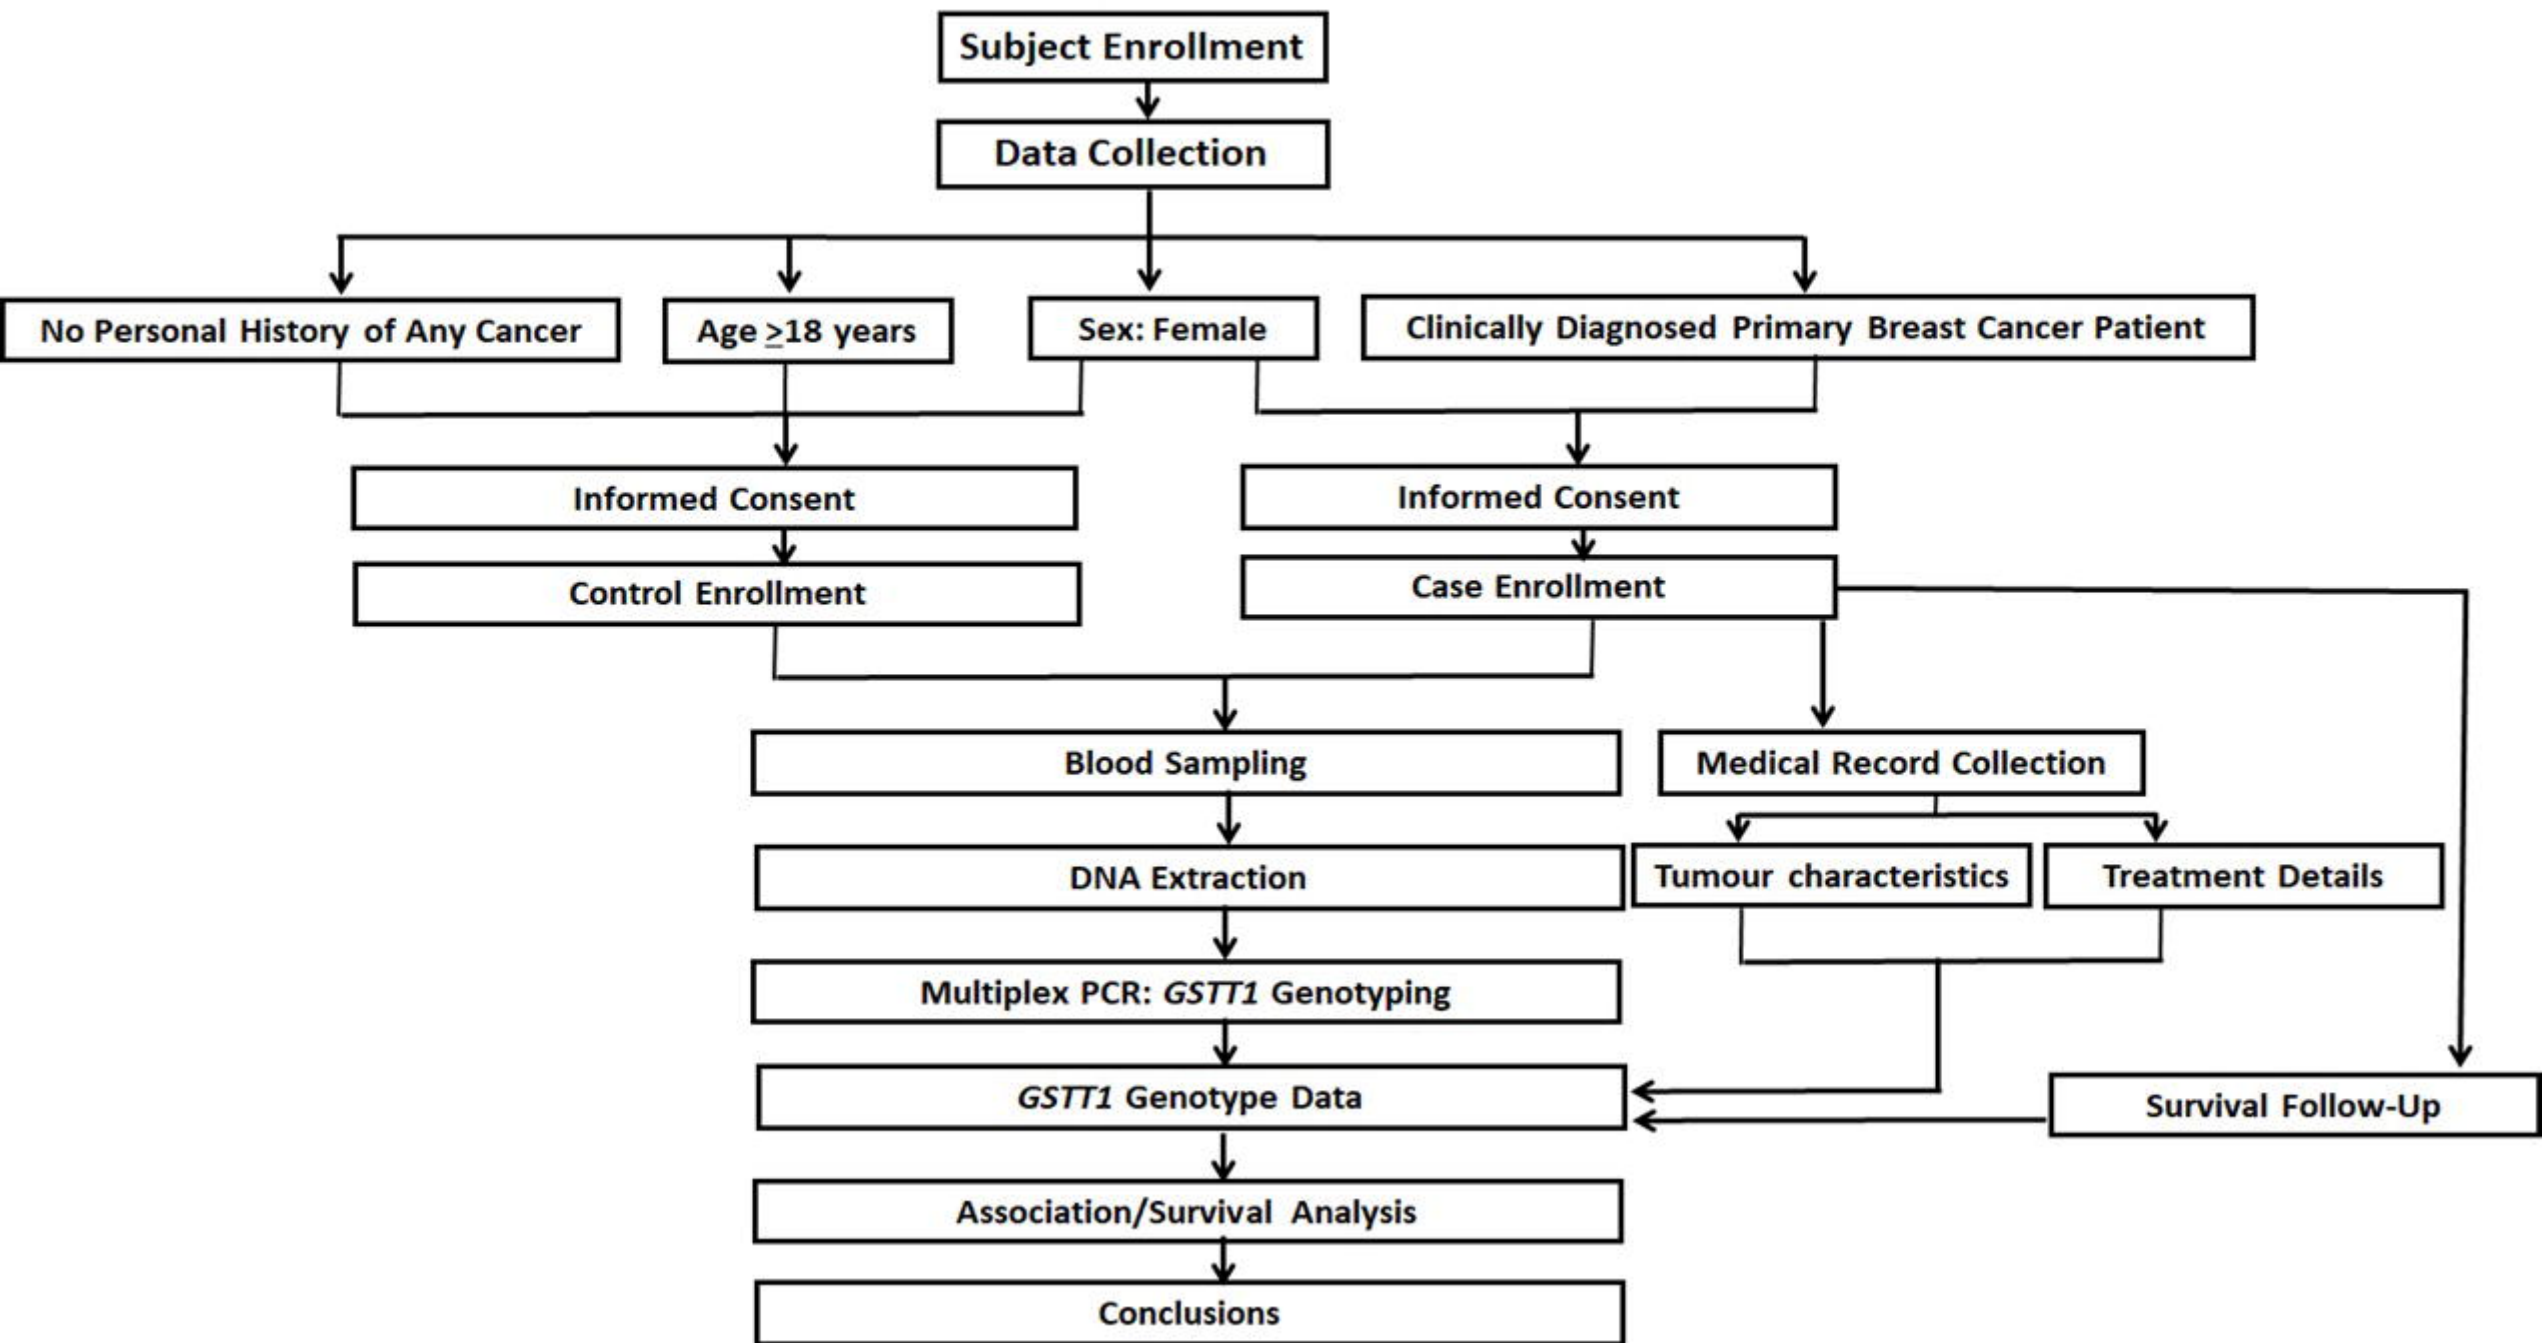 Subject Enrollment
Data Collection
No Personal History of Any Cancer
Age ≥18 years
Sex: Female
Clinically Diagnosed Primary Breast Cancer Patient
Informed Consent
Informed Consent
Control Enrollment
Case Enrollment
Blood Sampling
Medical Record Collection
DNA Extraction
Tumour characteristics
Treatment Details
Multiplex PCR: GSTT1 Genotyping
GSTT1 Genotype Data
Survival Follow-Up
Association/Survival Analysis
Conclusions